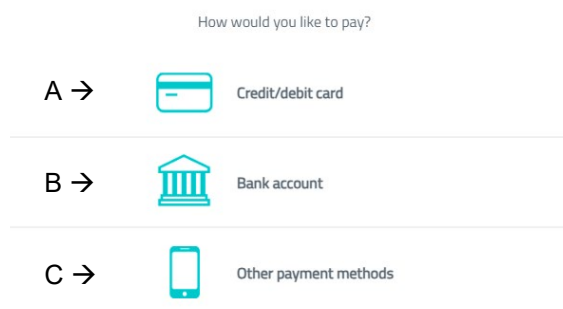 How would you like to pay?
A → Credit/debit card
B → Bank account
C → Other payment methods